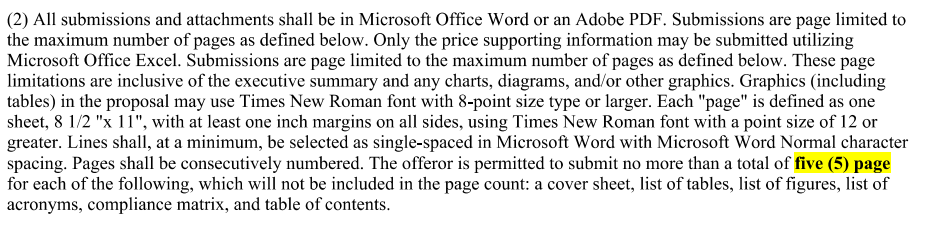 (2) All submissions and attachments shall be in Microsoft Office Word or an Adobe PDF. Submissions are page limited to
the maximum number of pages as defined below. Only the price supporting information may be submitted utilizing
Microsoft Office Excel. Submissions are page limited to the maximum number of pages as defined below. These page
limitations are inclusive of the executive summary and any charts, diagrams, and/or other graphics. Graphics (including
tables) in the proposal may use Times New Roman font with 8-point size type or larger. Each "page" is defined as one
sheet, 8 1/2 "x 11", with at least one inch margins on all sides, using Times New Roman font with a point size of 12 or
greater. Lines shall, at a minimum, be selected as single-spaced in Microsoft Word with Microsoft Word Normal character
spacing. Pages shall be consecutively numbered. The offeror is permitted to submit no more than a total of five (5) page
for each of the following, which will not be included in the page count: a cover sheet, list of tables, list of figures, list of
acronyms, compliance matrix, and table of contents.